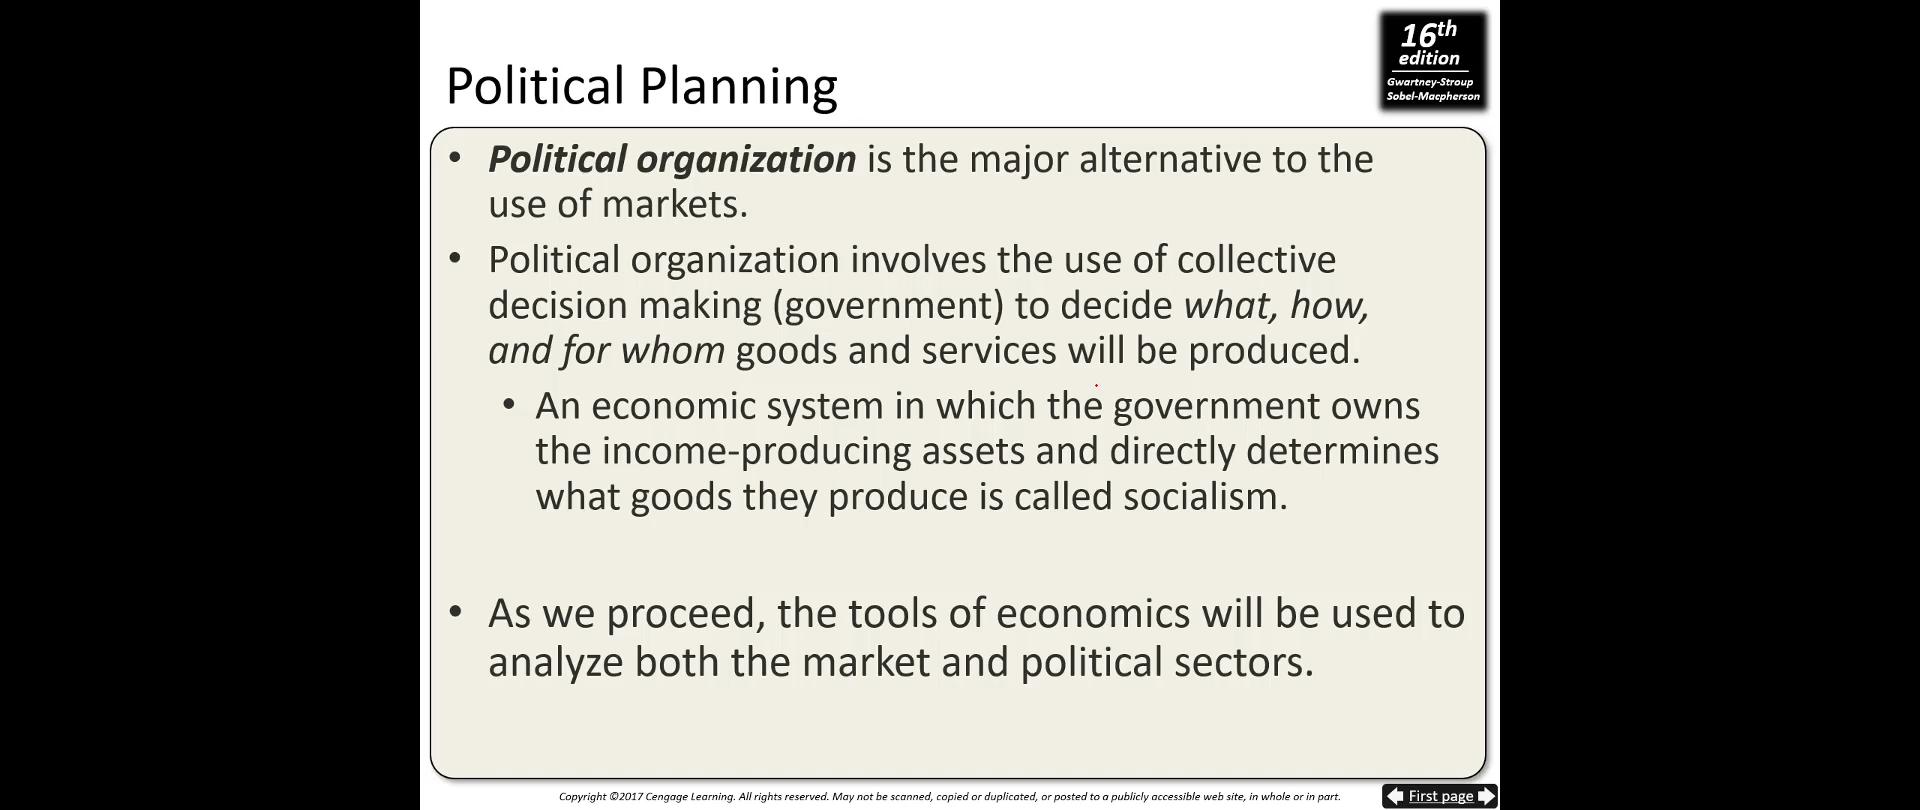 16th
edition
Gwartney-Stroup
Sobel-Macpherson
Political Planning
• Political organization is the major alternative to the
use of markets.
• Political organization involves the use of collective
decision making (government) to decide what, how,
and for whom goods and services will be produced.
• An economic system in which the government owns
the income-producing assets and directly determines
what goods they produce is called socialism.
• As we proceed, the tools of economics will be used to
analyze both the market and political sectors.
Copyright ©2017 Cengage Learning. All rights reserved. May not be scanned, copied or duplicated, or posted to a publicly accessible web site, in whole or in part.
First page